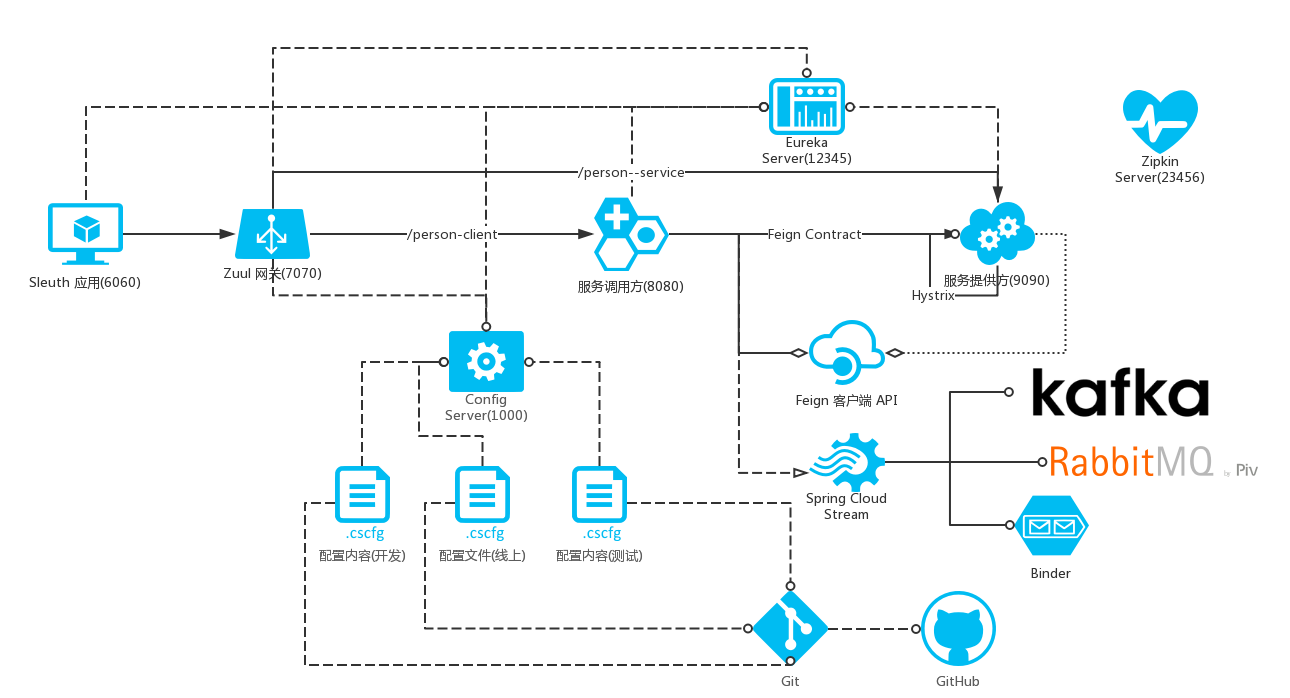 Eureka
Server(12345)
Zipkin
Server(23456)
/person--service
/person-client
Feign Contract
Sleuth 应用(6060)
Zuul 网关(7070)
服务调用方(8080)
服务提供方(9090)
Hystrix
Config
Server(1000)
Feign 客户端 API
kafka
RabbitMQ
by Piv
Spring Cloud
Stream
.cscfg
.cscfg
.cscfg
配置内容(开发)
配置文件(线上)
配置内容(测试)
Binder
Git
GitHub